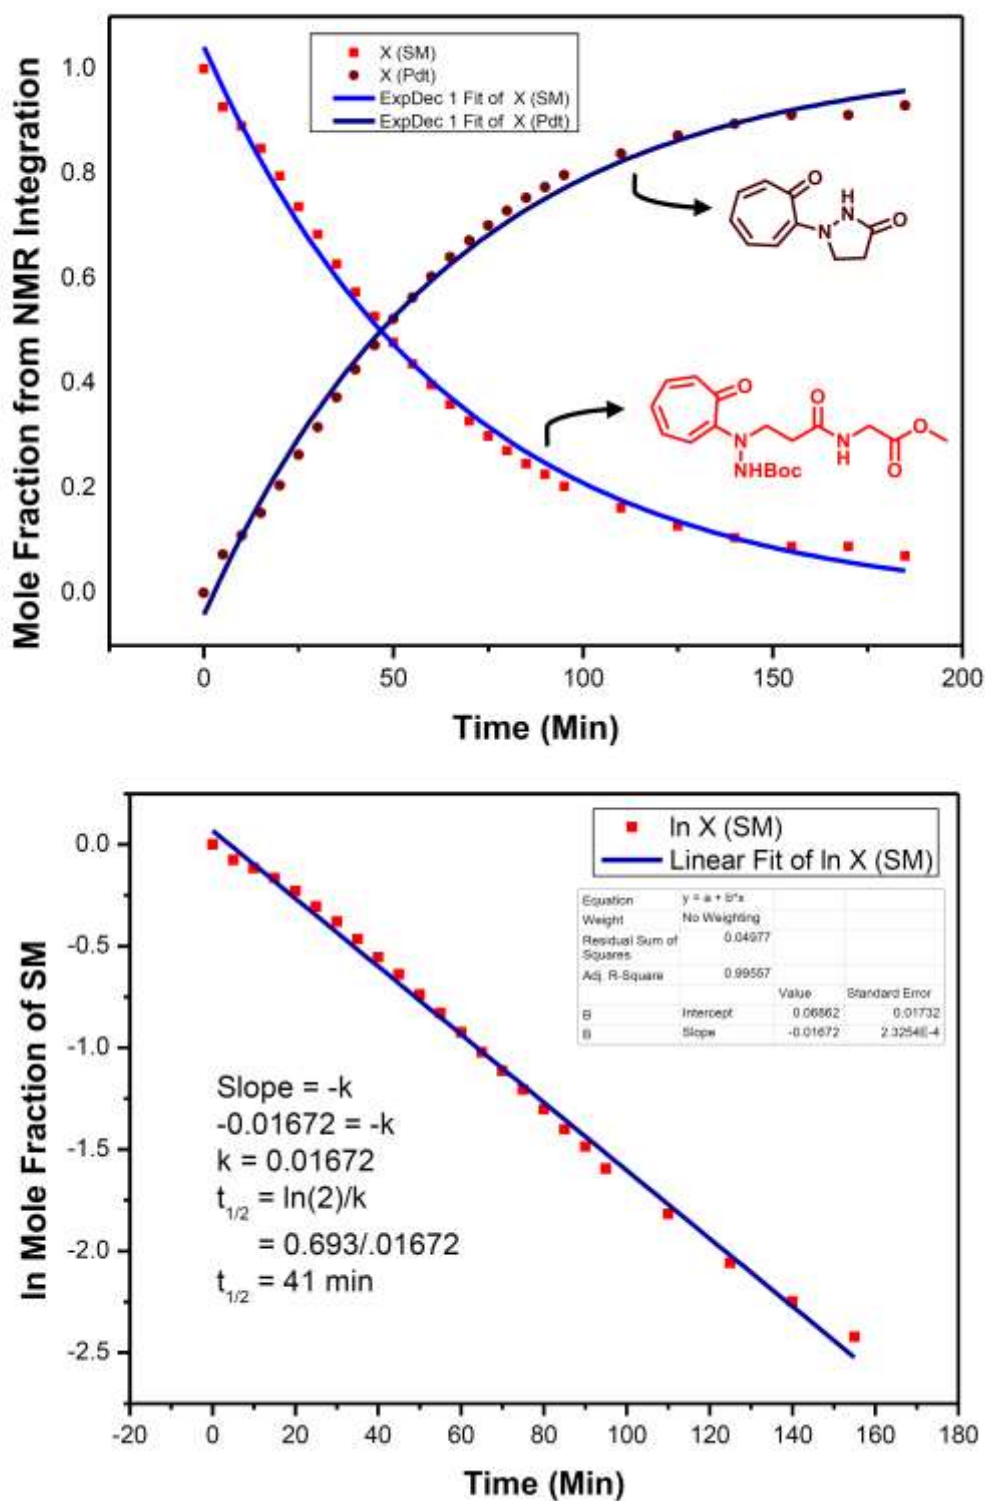 X (SM)
X (Pdt)
ExpDec 1 Fit of X (SM)
ExpDec 1 Fit of X (Pdt)
Mole Fraction from NMR Integration
1.0
0.8
0.6
0.4
0.2
0.0
O
H
N NH
O
O
N
NHBoc
O
N
H
O
O
0
50
100
150
200
Time (Min)
ln X (SM)
Linear Fit of ln X (SM)
Equation y = a + b*x
Weight No Weighting
Residual Sum of Squares 0.04977
Adj. R-Square 0.99557
Value Standard Error
B Intercept 0.06862 0.01732
B Slope -0.01672 2.3254E-4
ln Mole Fraction of SM
0.0
-0.5
-1.0
-1.5
-2.0
-2.5
Slope = -k
-0.01672 = -k
k = 0.01672
t1/2 = ln(2)/k
= 0.693/.01672
t1/2 = 41 min
-20 0 20 40 60 80 100 120 140 160 180
Time (Min)